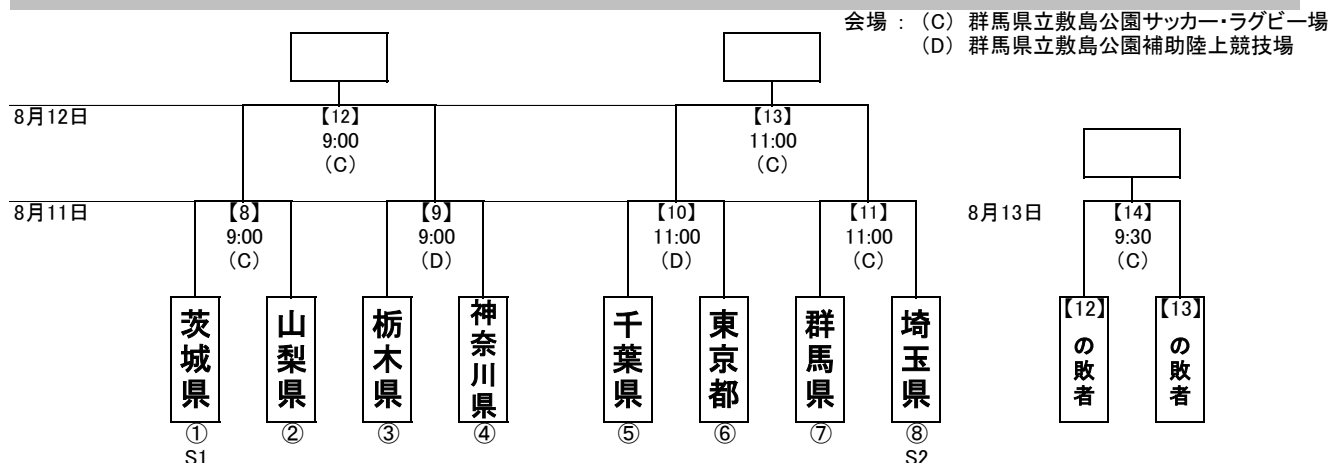 会場 : （C） 群馬県立敷島公園サッカー・ラグビー場
（D） 群馬県立敷島公園補助陸上競技場
8月12日
【12】
9:00
（C）
【13】
11:00
（C）
8月11日
【8】
9:00
（C）
【9】
9:00
（D）
【10】
11:00
（D）
【11】
11:00
（C）
8月13日
【14】
9:30
（C）
茨城県
山梨県
栃木県
神奈川県
千葉県
東京都
群馬県
埼玉県
【12】の敗者
【13】の敗者
① ② ③ ④ ⑤ ⑥ ⑦ ⑧
S1 S2